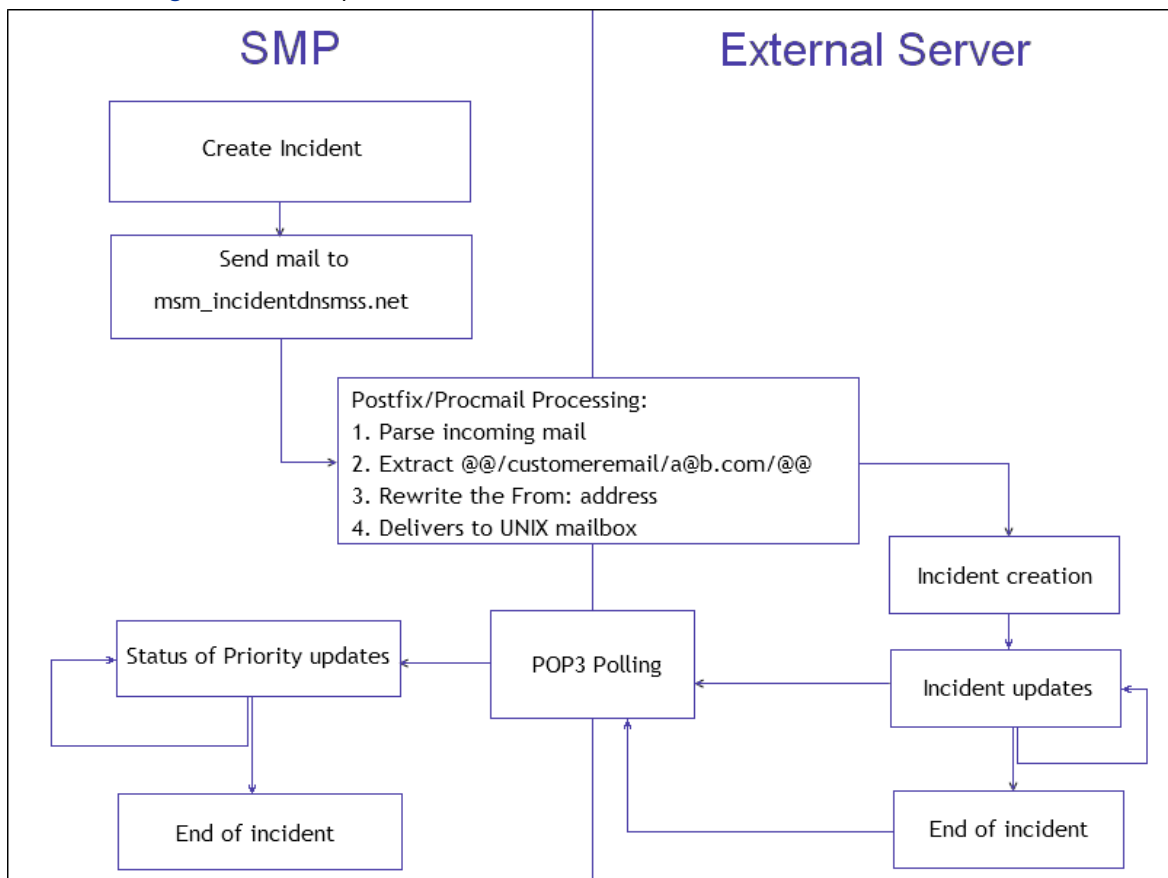 SMP
External Server
Create Incident
Send mail to
msm_incidentdnsmss.net
Postfix/Procmail Processing:
1. Parse incoming mail
2. Extract @@/customeremail/a@b.com/@@
3. Rewrite the From: address
4. Delivers to UNIX mailbox
Incident creation
Status of Priority updates
POP3 Polling
Incident updates
End of incident
End of incident